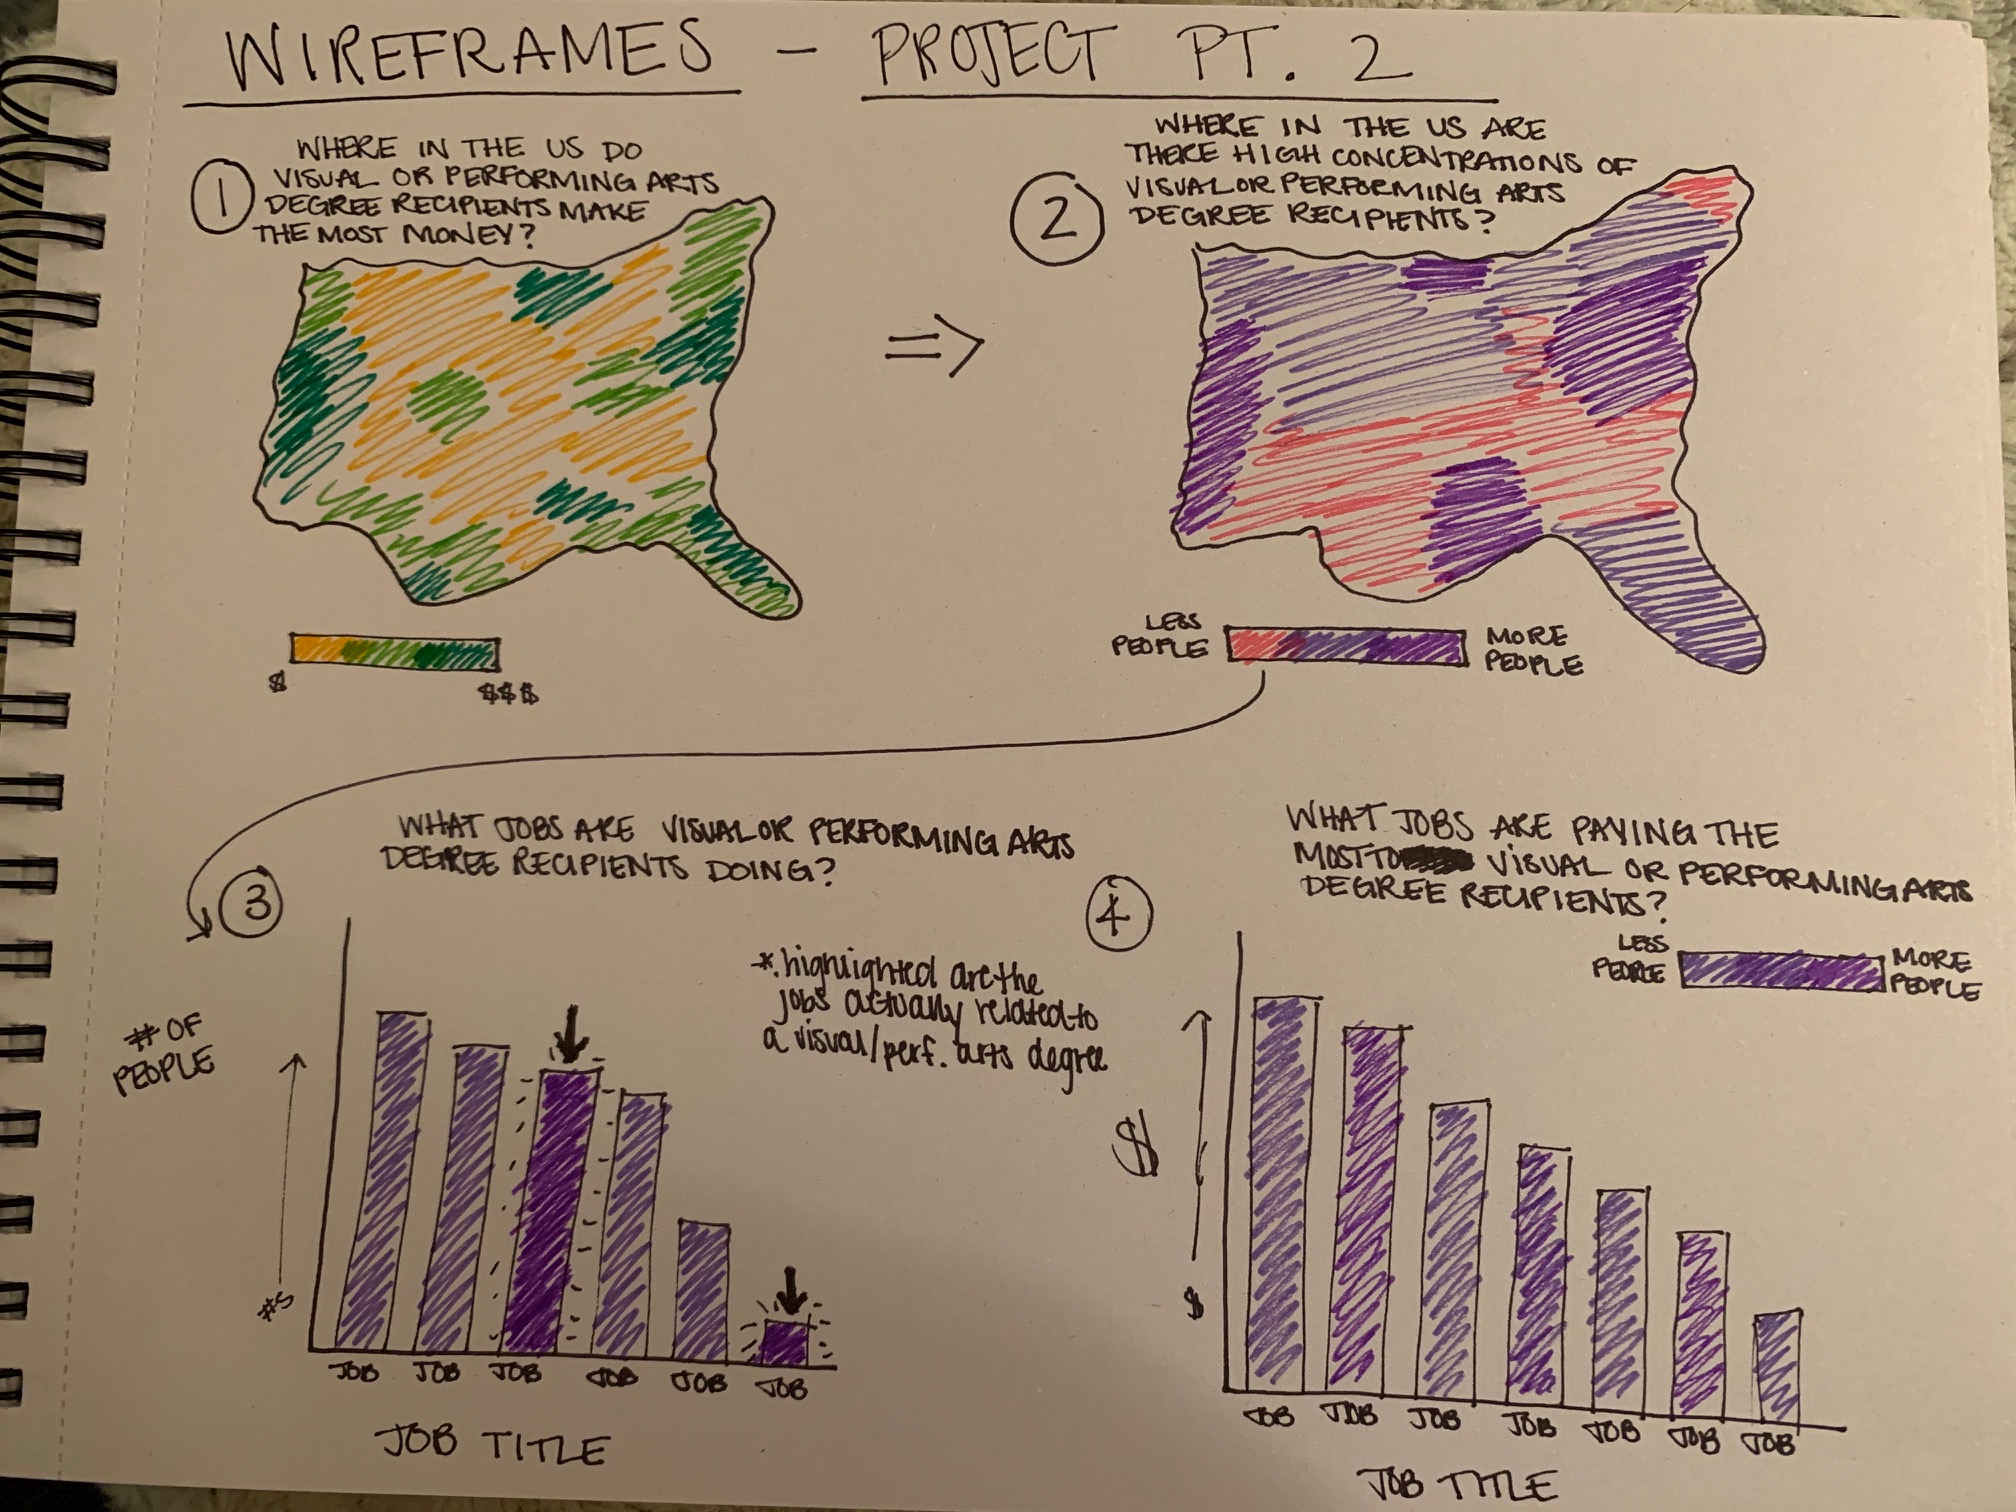 WIREFRAMES - PROJECT PT. 2
1
WHERE IN THE US DO
VISUAL OR PERFORMING ARTS
DEGREE RECIPIENTS MAKE
THE MOST MONEY?
$
$$$
⇒
2
WHERE IN THE US ARE
THERE HIGH CONCENTRATIONS OF
VISUAL OR PERFORMING ARTS
DEGREE RECIPIENTS?
LESS
PEOPLE
MORE
PEOPLE
3
WHAT JOBS ARE VISUAL OR PERFORMING ARTS
DEGREE RECIPIENTS DOING?
*highlighted are the
jobs actually related to
a visual/perf. arts degree
# OF
PEOPLE
#s
JOB JOB JOB JOB JOB JOB
JOB TITLE
4
WHAT JOBS ARE PAYING THE
MOST TO VISUAL OR PERFORMING ARTS
DEGREE RECIPIENTS?
LESS
PEOPLE
MORE
PEOPLE
$
$
JOB JOB JOB JOB JOB JOB JOB
JOB TITLE